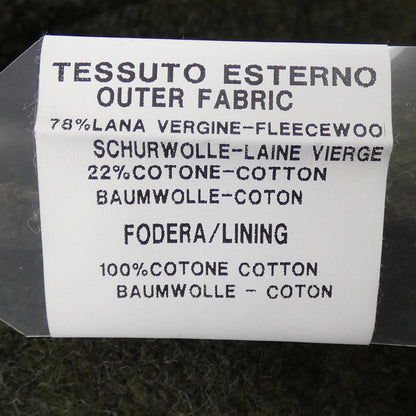 TESSUTO ESTERNO
OUTER FABRIC
78%LANA VERGINE-FLEECEWOO
SCHURWOLLE-LAINE VIERGE
22%COTONE-COTTON
BAUMWOLLE-COTON
FODERA/LINING
100%COTONE COTTON
BAUMWOLLE - COTON